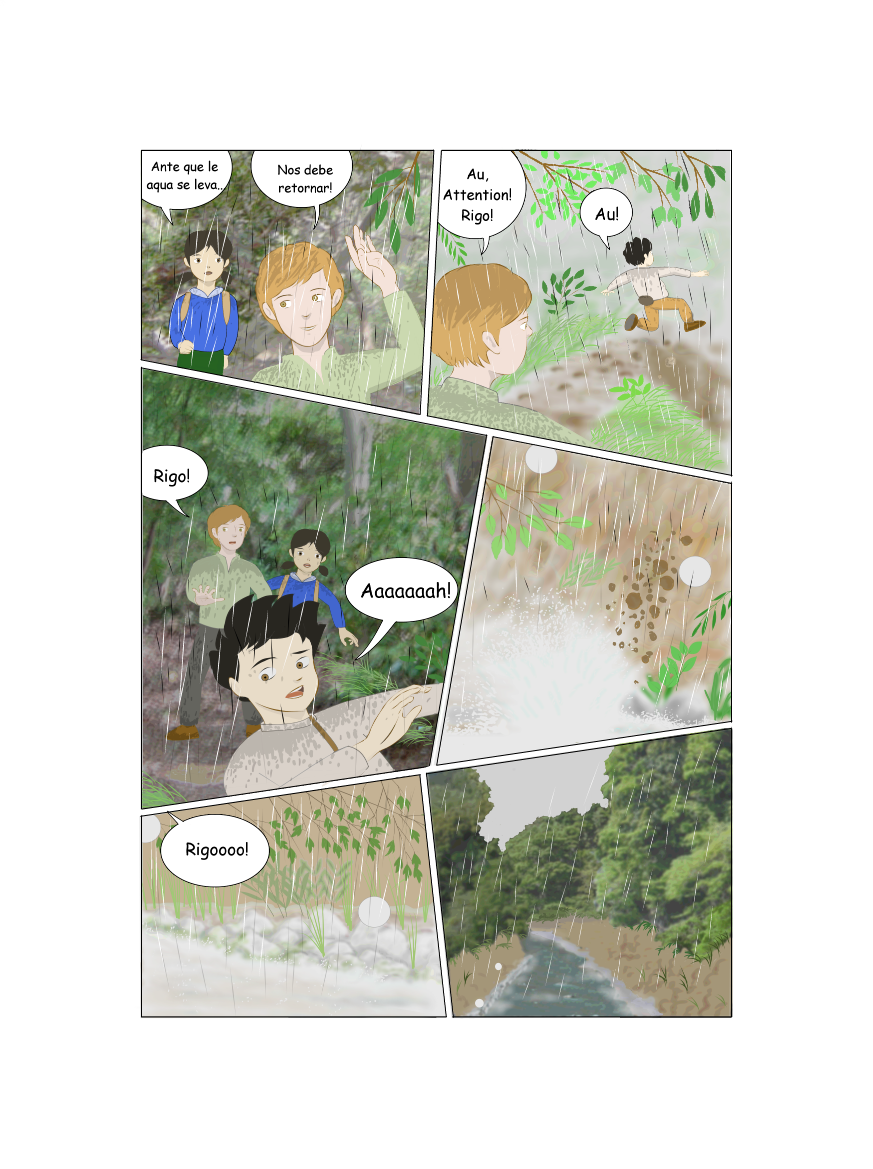 Ante que le
aqua se leva..
Nos debe
retornar!
Au,
Attention!
Rigo!
Au!
Rigo!
Aaaaaaah!
Rigoooo!